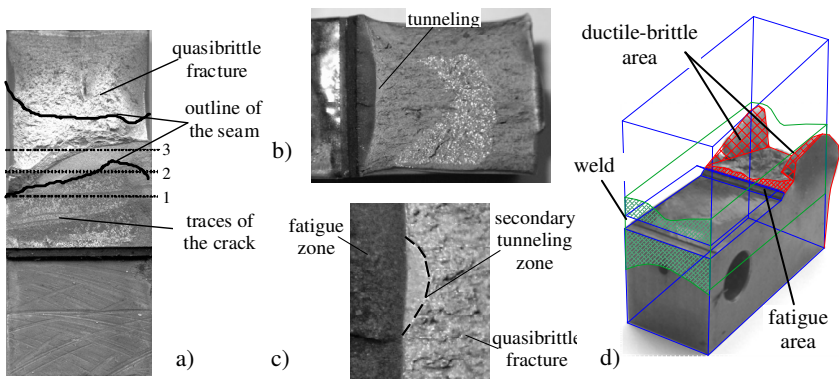 quasibrittle
fracture
outline of
the seam
3
2
1
traces of
the crack
a)
tunneling
b)
fatigue
zone
secondary
tunneling
zone
quasibrittle
fracture
c)
ductile-brittle
area
weld
fatigue
area
d)